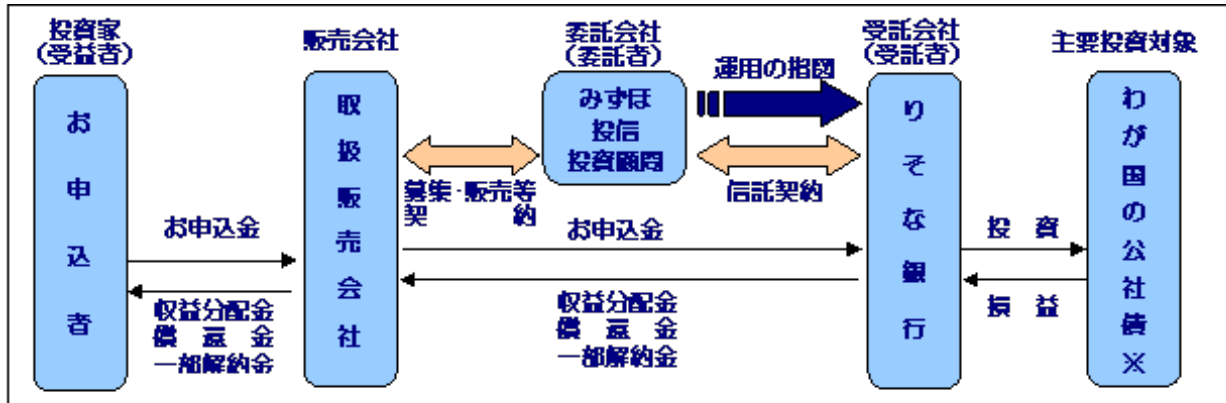 投資家
(受益者)
お申込者
お申込金
収益分配金
償還金
一部解約金
販売会社
取扱販売会社
募集・販売等
契約
委託会社
(委託者)
みずほ
投信
投資顧問
運用の指図
信託契約
お申込金
収益分配金
償還金
一部解約金
受託会社
(受託者)
りそな銀行
投資
損益
主要投資対象
わが国の公社債※